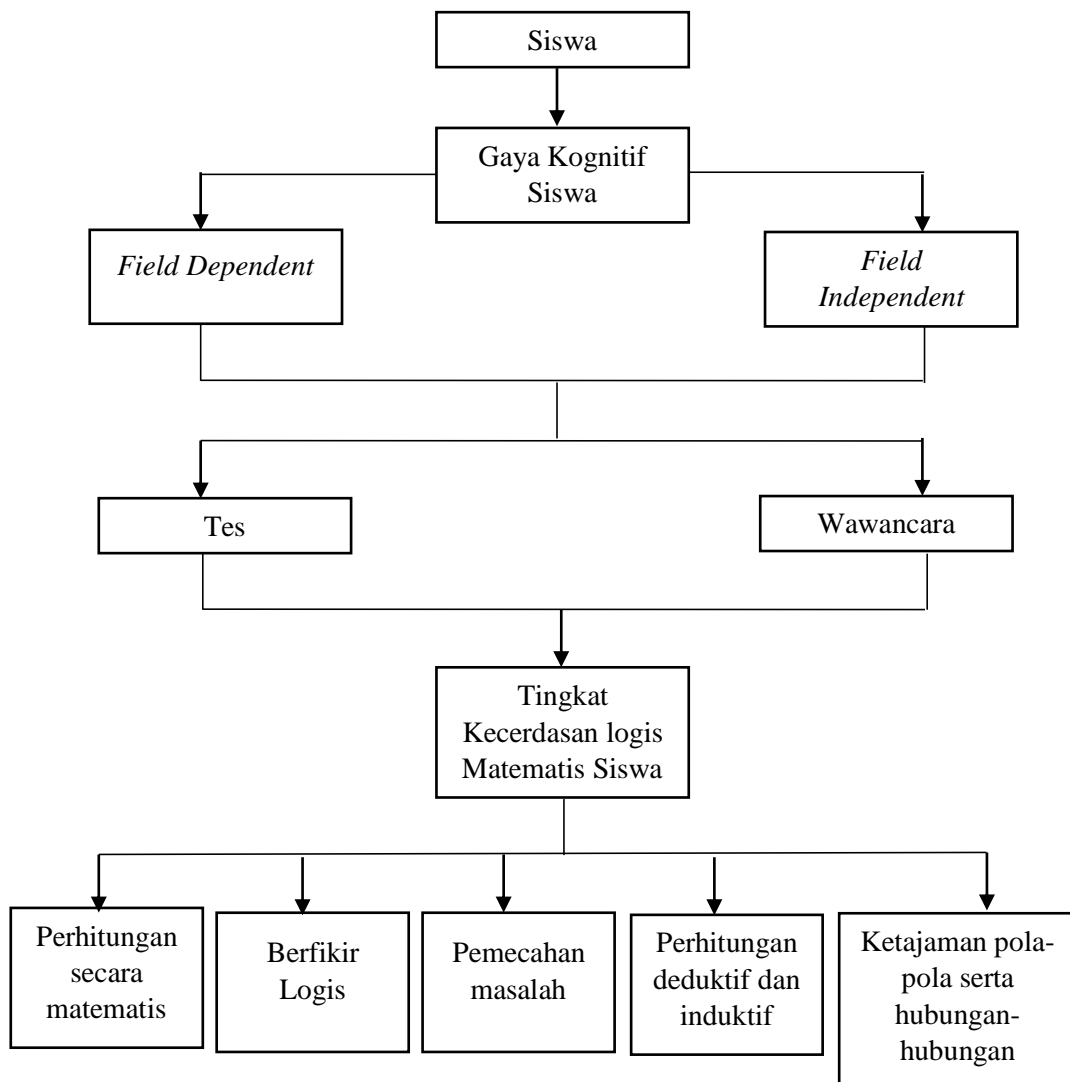 Siswa
Gaya Kognitif
Siswa
Field Dependent
Field
Independent
Tes
Wawancara
Tingkat
Kecerdasan logis
Matematis Siswa
Perhitungan
secara
matematis
Berfikir
Logis
Pemecahan
masalah
Perhitungan
deduktif dan
induktif
Ketajaman pola-
pola serta
hubungan-
hubungan